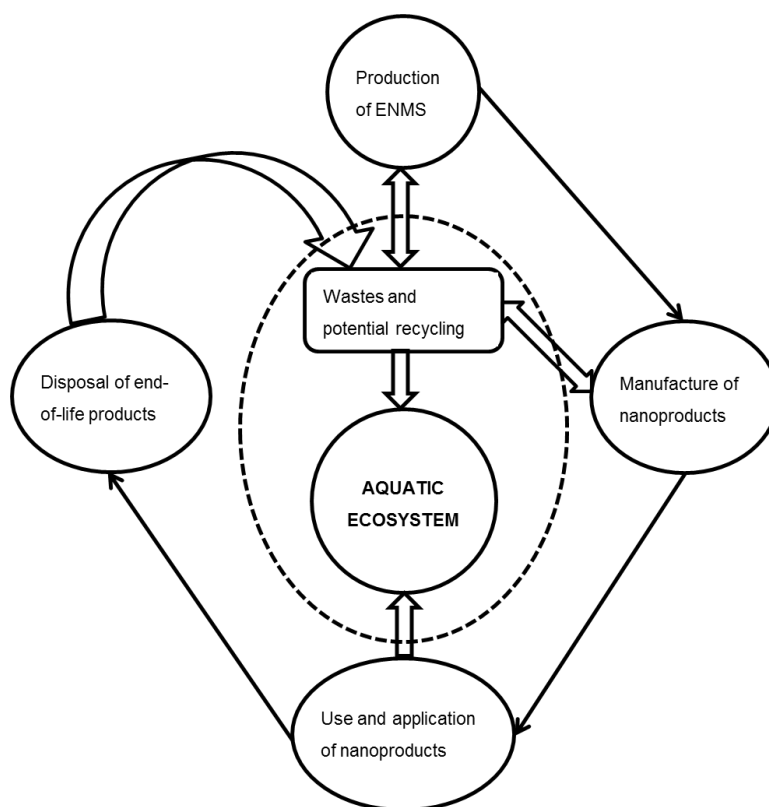 Production
of ENMS
Wastes and
potential recycling
Disposal of end-
of-life products
Manufacture of
nanoproducts
AQUATIC
ECOSYSTEM
Use and application
of nanoproducts